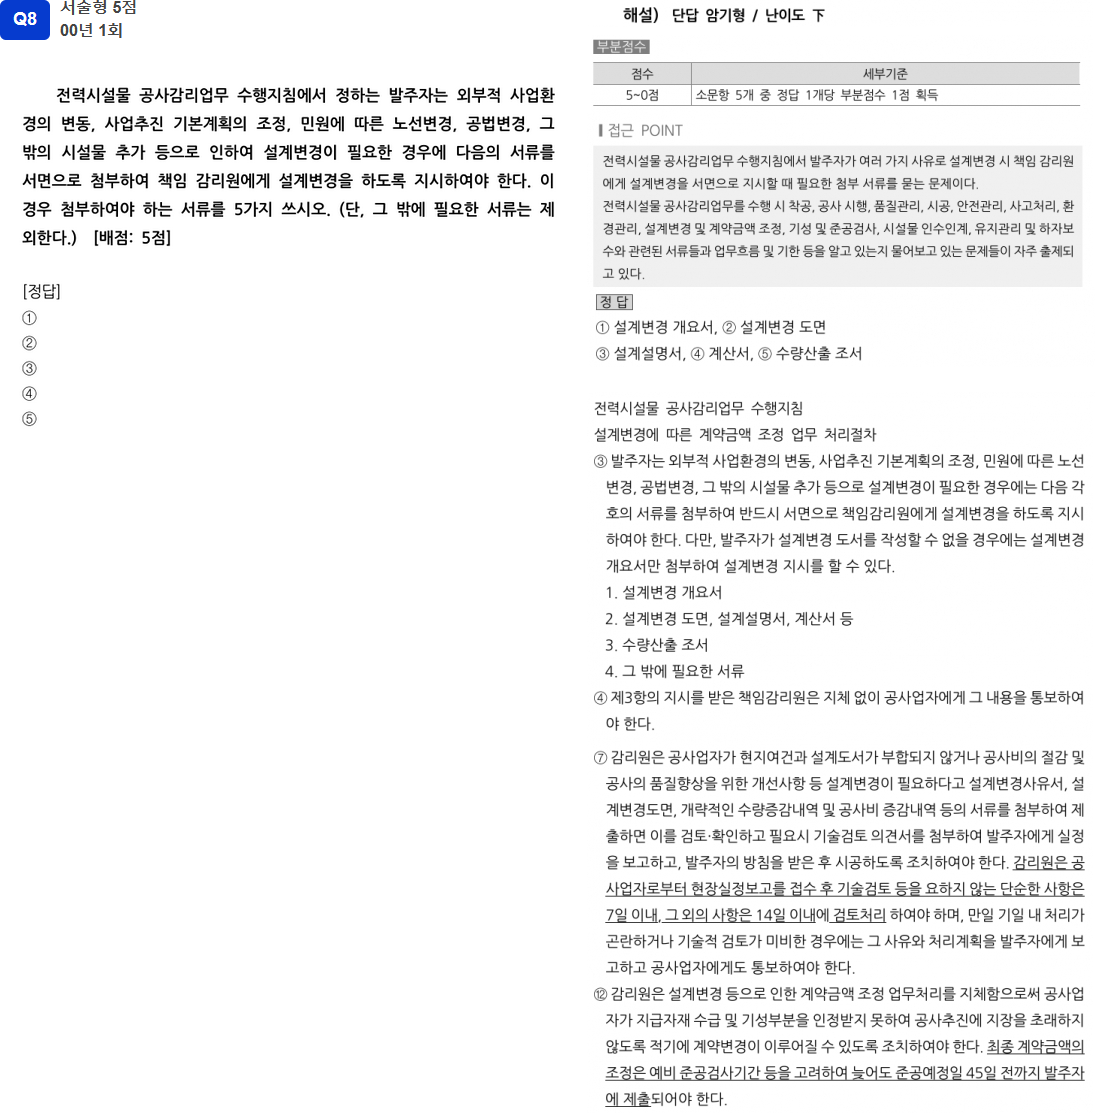 Q8
서술형 5점
00년 1회
전력시설물 공사감리업무 수행지침에서 정하는 발주자는 외부적 사업환
경의 변동, 사업추진 기본계획의 조정, 민원에 따른 노선변경, 공법변경, 그
밖의 시설물 추가 등으로 인하여 설계변경이 필요한 경우에 다음의 서류를
서면으로 첨부하여 책임 감리원에게 설계변경을 하도록 지시하여야 한다. 이
경우 첨부하여야 하는 서류를 5가지 쓰시오. (단, 그 밖에 필요한 서류는 제
외한다.) [배점: 5점]
[정답]
①
②
③
④
⑤
해설) 단답 암기형 / 난이도 下
부분점수
점수 세부기준
5~0점 소문항 5개 중 정답 1개당 부분점수 1점 획득
접근 POINT
전력시설물 공사감리업무 수행지침에서 발주자가 여러 가지 사유로 설계변경 시 책임 감리원
에게 설계변경을 서면으로 지시할 때 필요한 첨부 서류를 묻는 문제이다.
전력시설물 공사감리업무를 수행 시 착공, 공사 시행, 품질관리, 시공, 안전관리, 사고처리, 환
경관리, 설계변경 및 계약금액 조정, 기성 및 준공검사, 시설물 인수인계, 유지관리 및 하자보
수와 관련된 서류들과 업무흐름 및 기한 등을 알고 있는지 물어보고 있는 문제들이 자주 출제되
고 있다.
정 답
① 설계변경 개요서, ② 설계변경 도면
③ 설계설명서, ④ 계산서, ⑤ 수량산출 조서
전력시설물 공사감리업무 수행지침
설계변경에 따른 계약금액 조정 업무 처리절차
③ 발주자는 외부적 사업환경의 변동, 사업추진 기본계획의 조정, 민원에 따른 노선
변경, 공법변경, 그 밖의 시설물 추가 등으로 설계변경이 필요한 경우에는 다음 각
호의 서류를 첨부하여 반드시 서면으로 책임감리원에게 설계변경을 하도록 지시
하여야 한다. 다만, 발주자가 설계변경 도서를 작성할 수 없을 경우에는 설계변경
개요서만 첨부하여 설계변경 지시를 할 수 있다.
1. 설계변경 개요서
2. 설계변경 도면, 설계설명서, 계산서 등
3. 수량산출 조서
4. 그 밖에 필요한 서류
④ 제3항의 지시를 받은 책임감리원은 지체 없이 공사업자에게 그 내용을 통보하여
야 한다.
⑦ 감리원은 공사업자가 현지여건과 설계도서가 부합되지 않거나 공사비의 절감 및
공사의 품질향상을 위한 개선사항 등 설계변경이 필요하다고 설계변경사유서, 설
계변경도면, 개략적인 수량증감내역 및 공사비 증감내역 등의 서류를 첨부하여 제
출하면 이를 검토·확인하고 필요시 기술검토 의견서를 첨부하여 발주자에게 실정
을 보고하고, 발주자의 방침을 받은 후 시공하도록 조치하여야 한다. 감리원은 공
사업자로부터 현장실정보고를 접수 후 기술검토 등을 요하지 않는 단순한 사항은
7일 이내, 그 외의 사항은 14일 이내에 검토처리 하여야 하며, 만일 기일 내 처리가
곤란하거나 기술적 검토가 미비한 경우에는 그 사유와 처리계획을 발주자에게 보
고하고 공사업자에게도 통보하여야 한다.
⑫ 감리원은 설계변경 등으로 인한 계약금액 조정 업무처리를 지체함으로써 공사업
자가 지급자재 수급 및 기성부분을 인정받지 못하여 공사추진에 지장을 초래하지
않도록 적기에 계약변경이 이루어질 수 있도록 조치하여야 한다. 최종 계약금액의
조정은 예비 준공검사기간 등을 고려하여 늦어도 준공예정일 45일 전까지 발주자
에 제출되어야 한다.